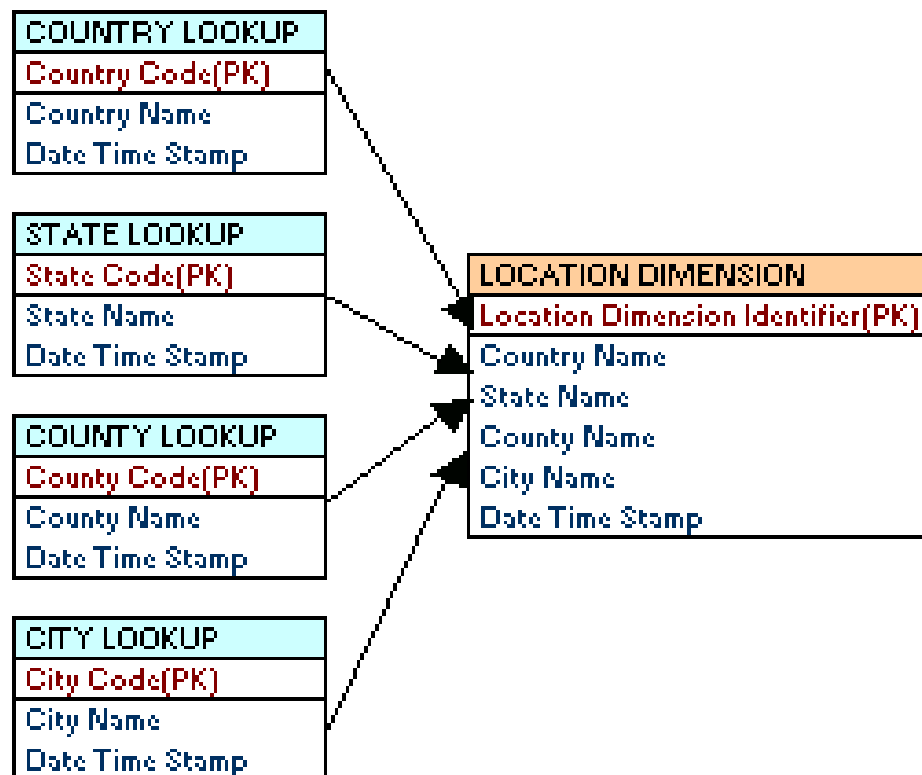 COUNTRY LOOKUP
Country Code(PK)
Country Name
Date Time Stamp
STATE LOOKUP
State Code(PK)
State Name
Date Time Stamp
COUNTY LOOKUP
County Code(PK)
County Name
Date Time Stamp
CITY LOOKUP
City Code(PK)
City Name
Date Time Stamp
LOCATION DIMENSION
Location Dimension Identifier(PK)
Country Name
State Name
County Name
City Name
Date Time Stamp